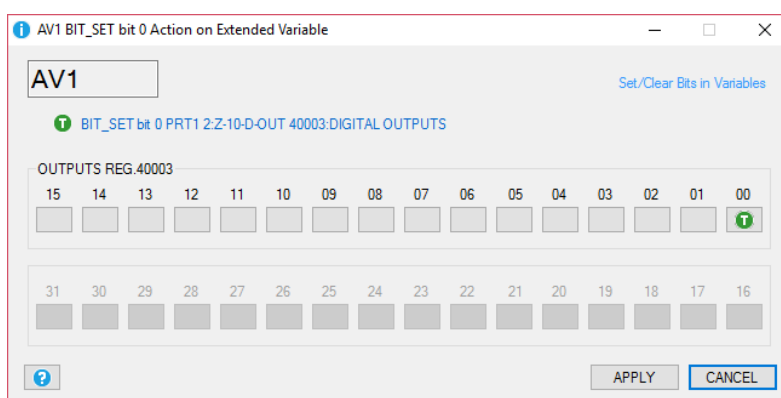 AV1 BIT_SET bit 0 Action on Extended Variable
AV1
Set/Clear Bits in Variables
T BIT_SET bit 0 PRT1 2:Z-10-D-OUT 40003:DIGITAL OUTPUTS
OUTPUTS REG.40003
15 14 13 12 11 10 09 08 07 06 05 04 03 02 01 00
T
31 30 29 28 27 26 25 24 23 22 21 20 19 18 17 16
? APPLY CANCEL